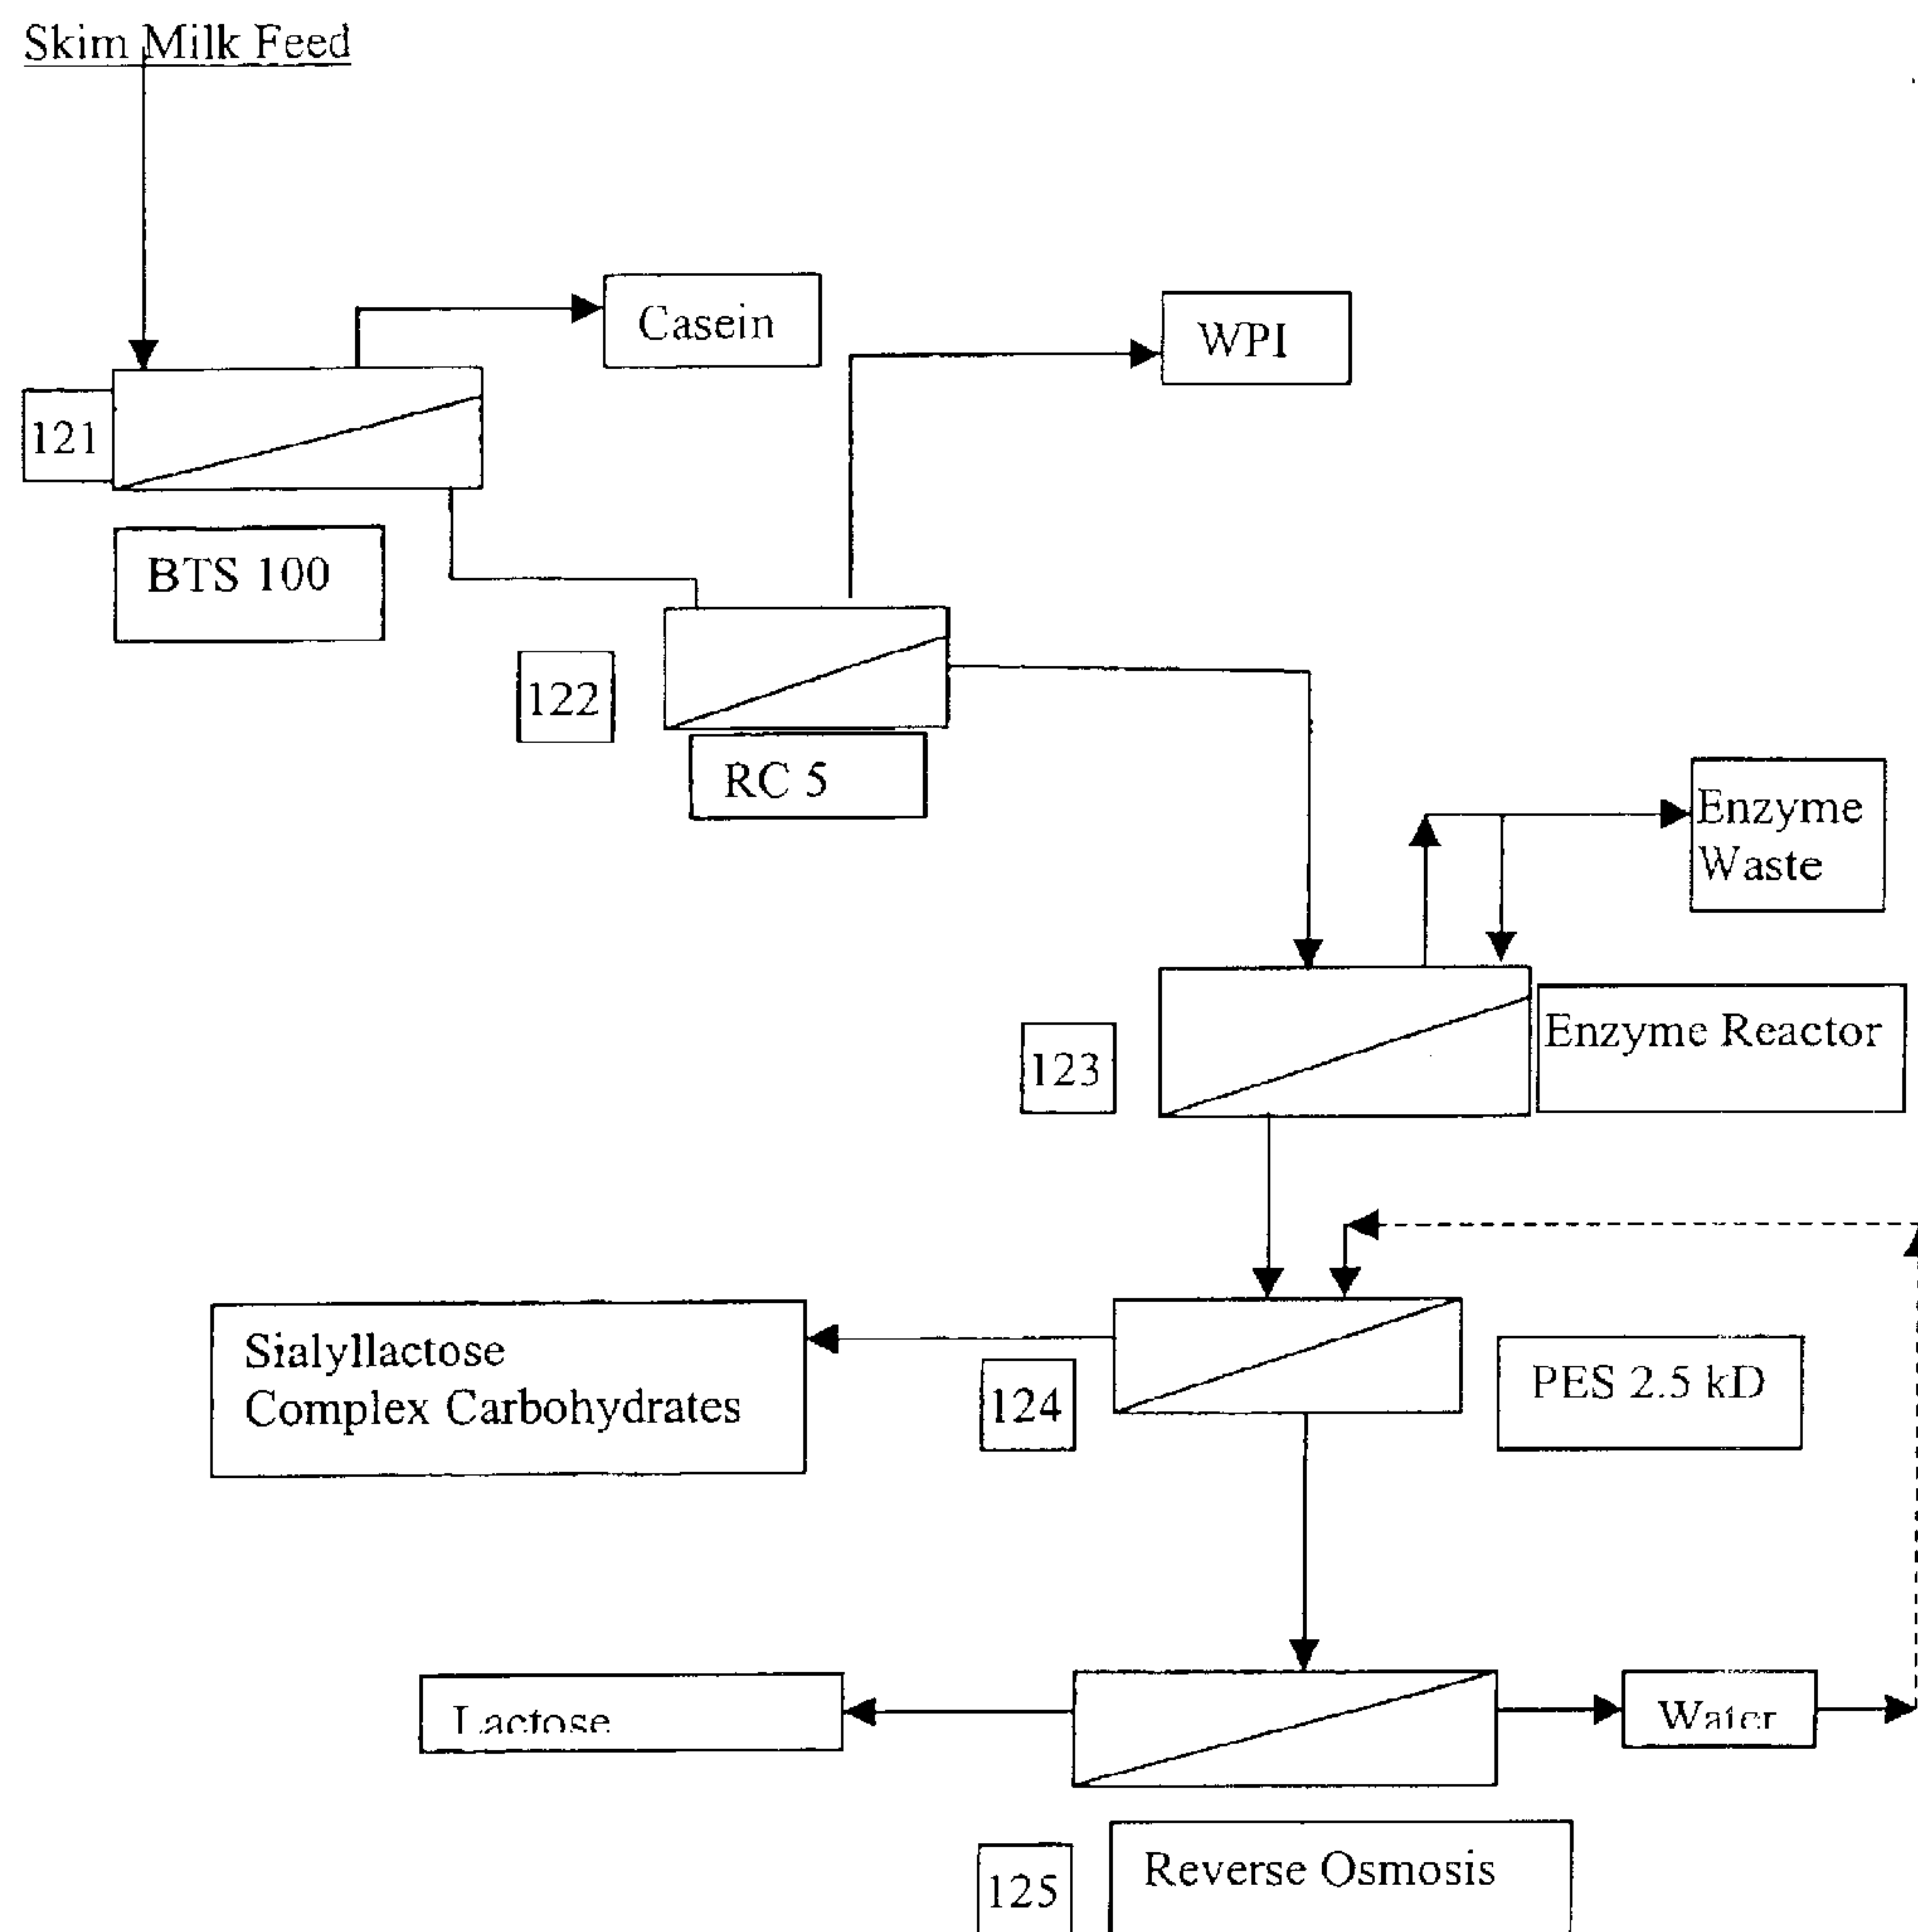 Skim Milk Feed
Casein
WPI
121
BTS 100
122
RC 5
Enzyme
Waste
123
Enzyme Reactor
Sialyllactose
Complex Carbohydrates
124
PES 2.5 kD
Lactose
Water
125
Reverse Osmosis